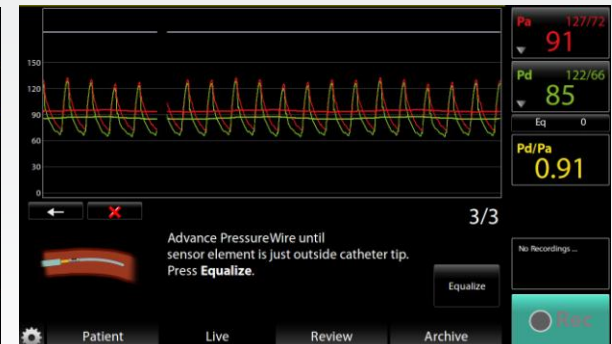 Pa 127/72
91
150
120
90
60
30
0
Pd 122/66
85
Eq 0
Pd/Pa
0.91
3/3
Advance PressureWire until
sensor element is just outside catheter tip.
Press Equalize.
Equalize
No Recordings...
Rec
Patient Live Review Archive